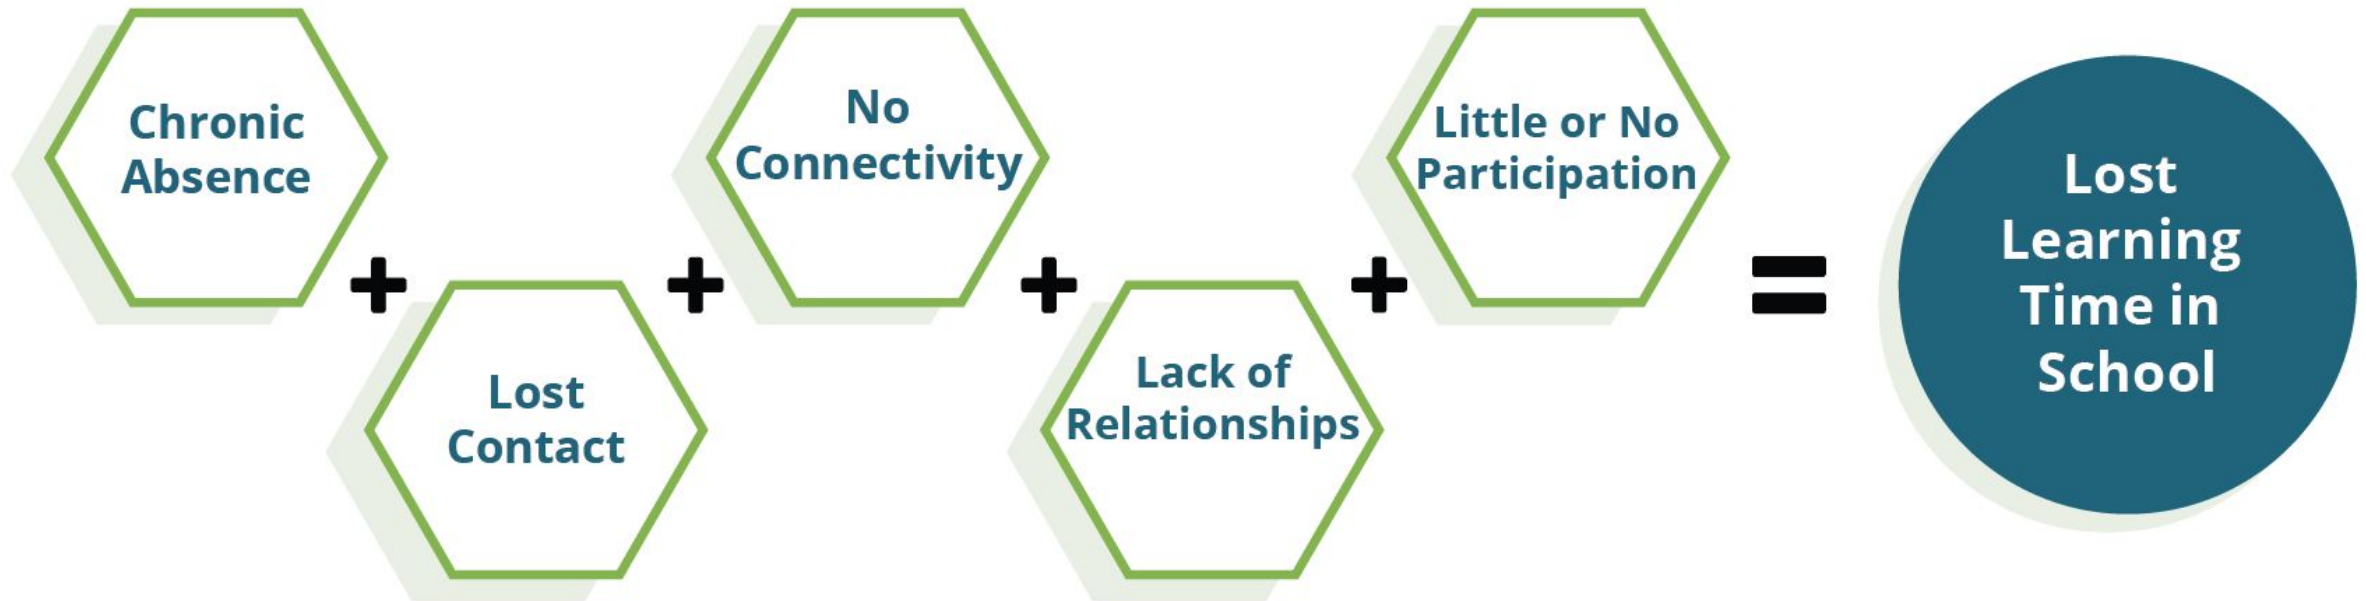 Chronic
Absence
+
Lost
Contact
+
No
Connectivity
+
Lack of
Relationships
+
Little or No
Participation
=
Lost
Learning
Time in
School